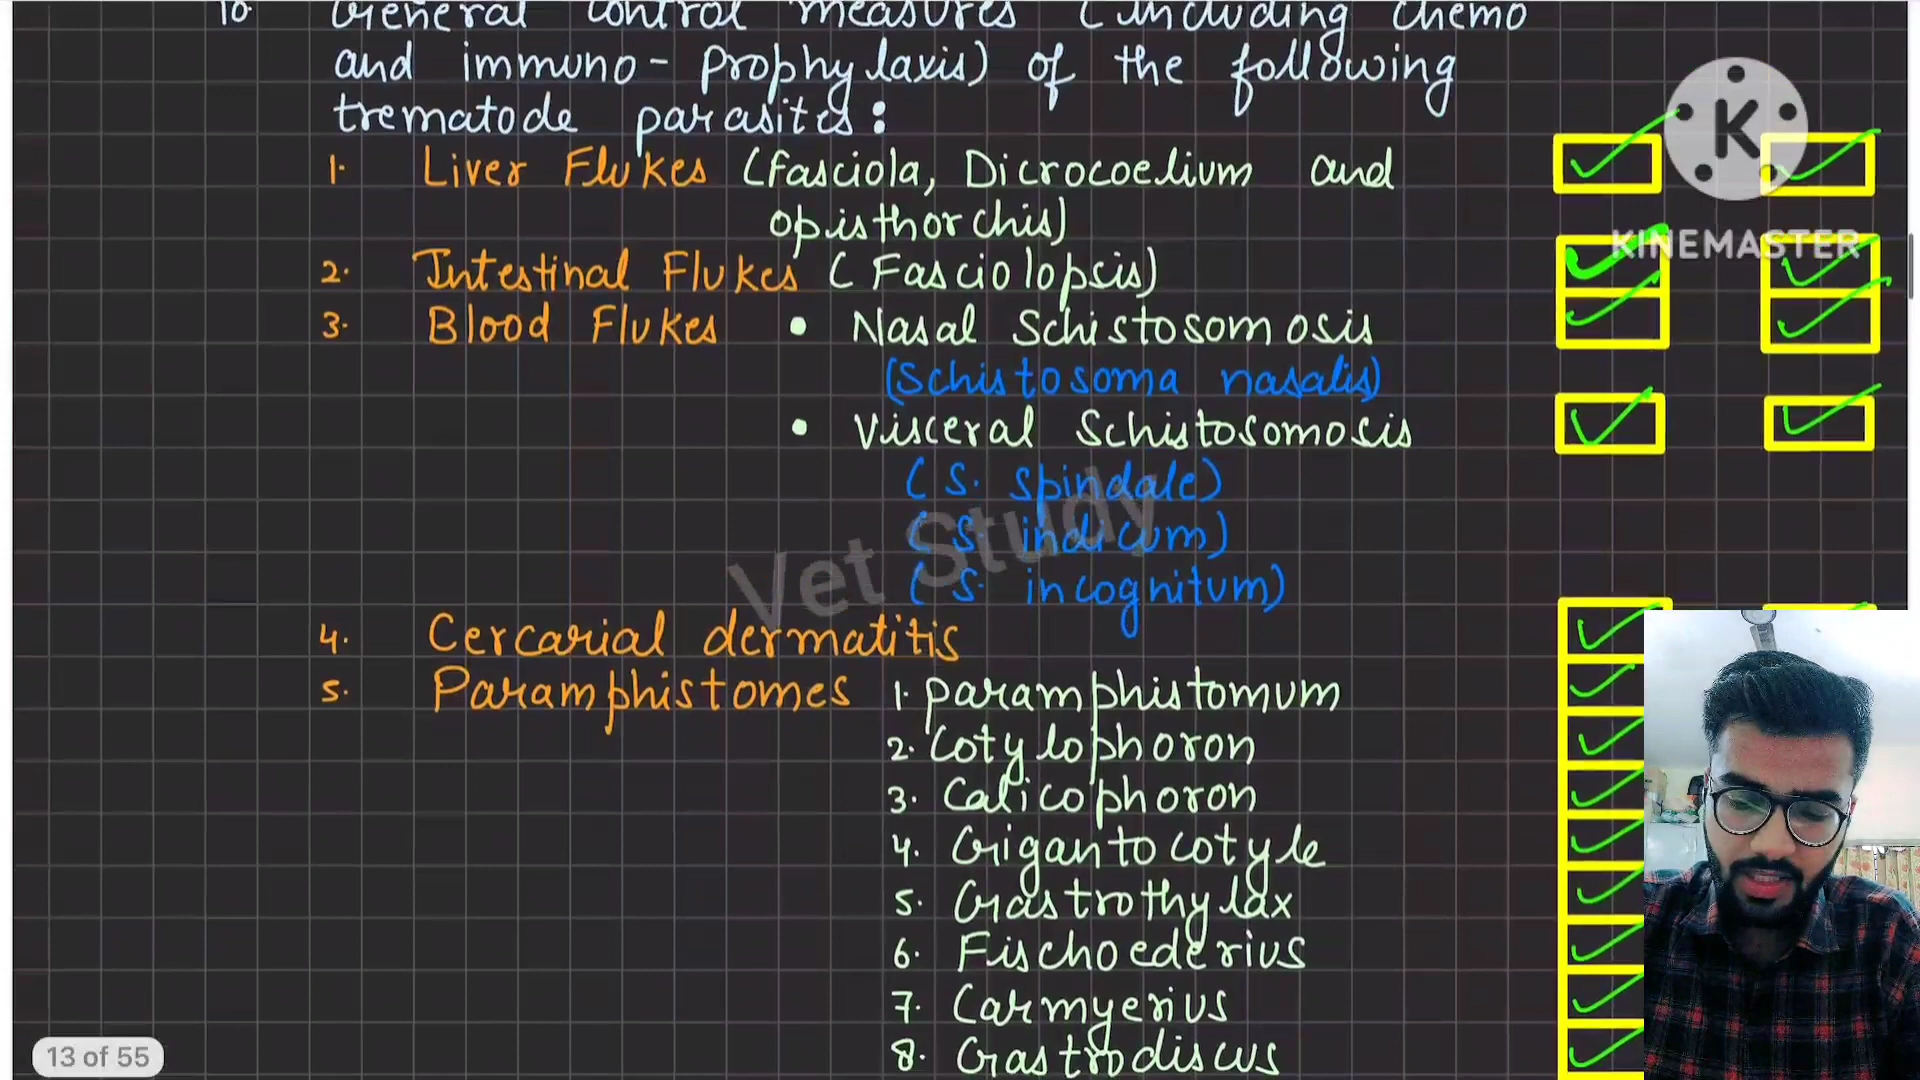 10. General control measures (including chemo
and immuno - prophylaxis) of the following
trematode parasites:
1. Liver Flukes (Fasciola, Dicrocoelium and
opisthorchis)
2. Intestinal Flukes (Fasciolopsis)
3. Blood Flukes • Nasal Schistosomosis
(Schistosoma nasalis)
• Visceral Schistosomosis
(S. spindale)
(S. indicum)
(S. incognitum)
4. Cercarial dermatitis
5. Paramphistomes 1. paramphistomum
2. Cotylophoron
3. Calicophoron
4. Gigantocotyle
5. Gastrothylax
6. Fischoederius
7. Carmyerius
8. Gastrodiscus
K
KINEMASTER
Vet Study
13 of 55